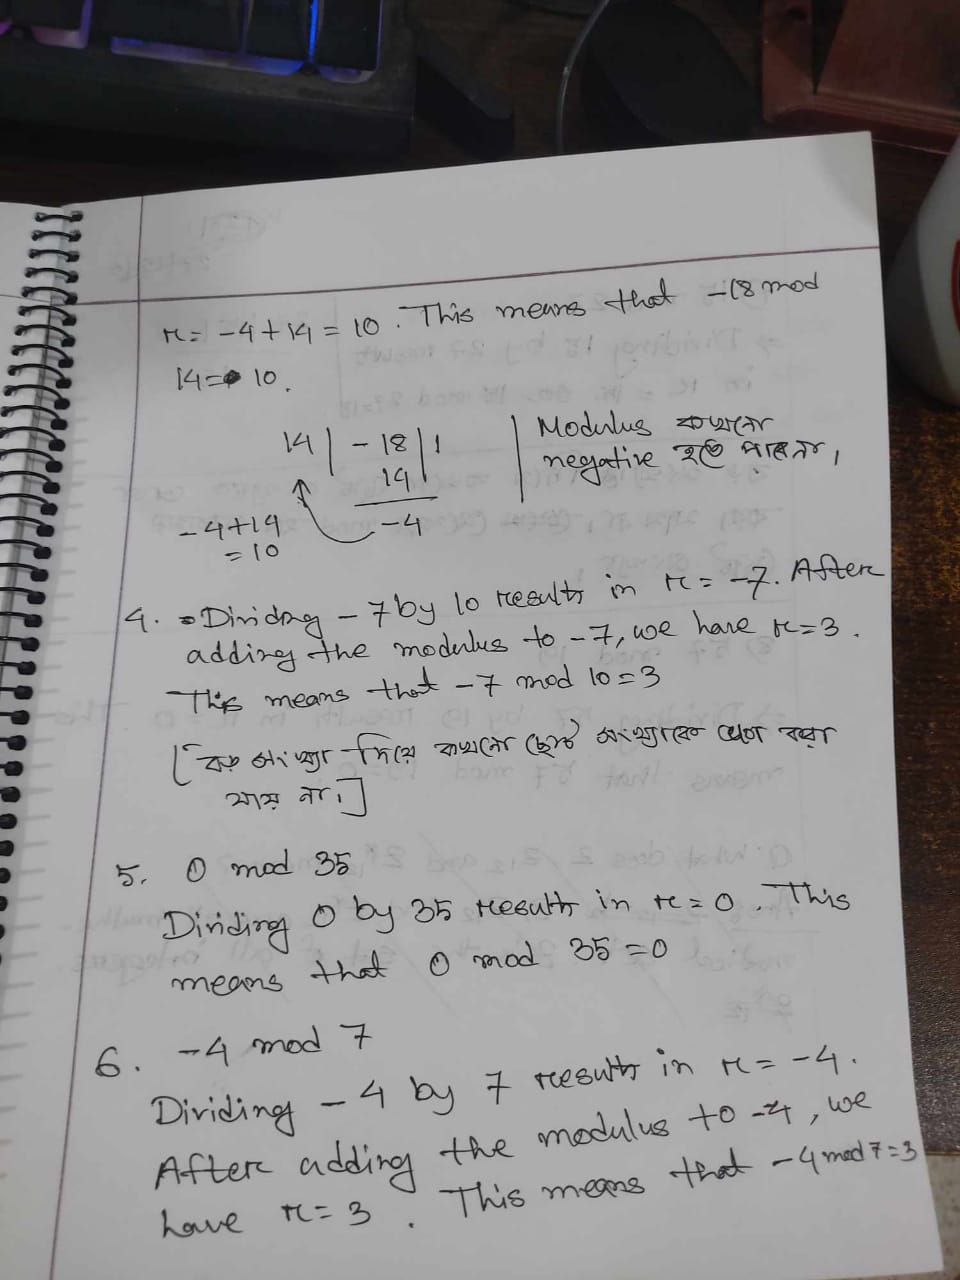 r = -4 + 14 = 10. This means that -18 mod
14 = 10.
14 | -18 | 1
14
-4
-4+14
= 10
Modulus কখনো
negative হতে পারেনা,
4. Dividing -7 by 10 results in r = -7. After
adding the modulus to -7, we have r = 3.
This means that -7 mod 10 = 3
[বড় সংখ্যা দিয়ে কখনো ছোট সংখ্যাকে ভাগ করা
যায় না।]
5. 0 mod 35
Dividing 0 by 35 results in r = 0. This
means that 0 mod 35 = 0
6. -4 mod 7
Dividing -4 by 7 results in r = -4.
After adding the modulus to -4, we
have r = 3. This means that -4 mod 7 = 3